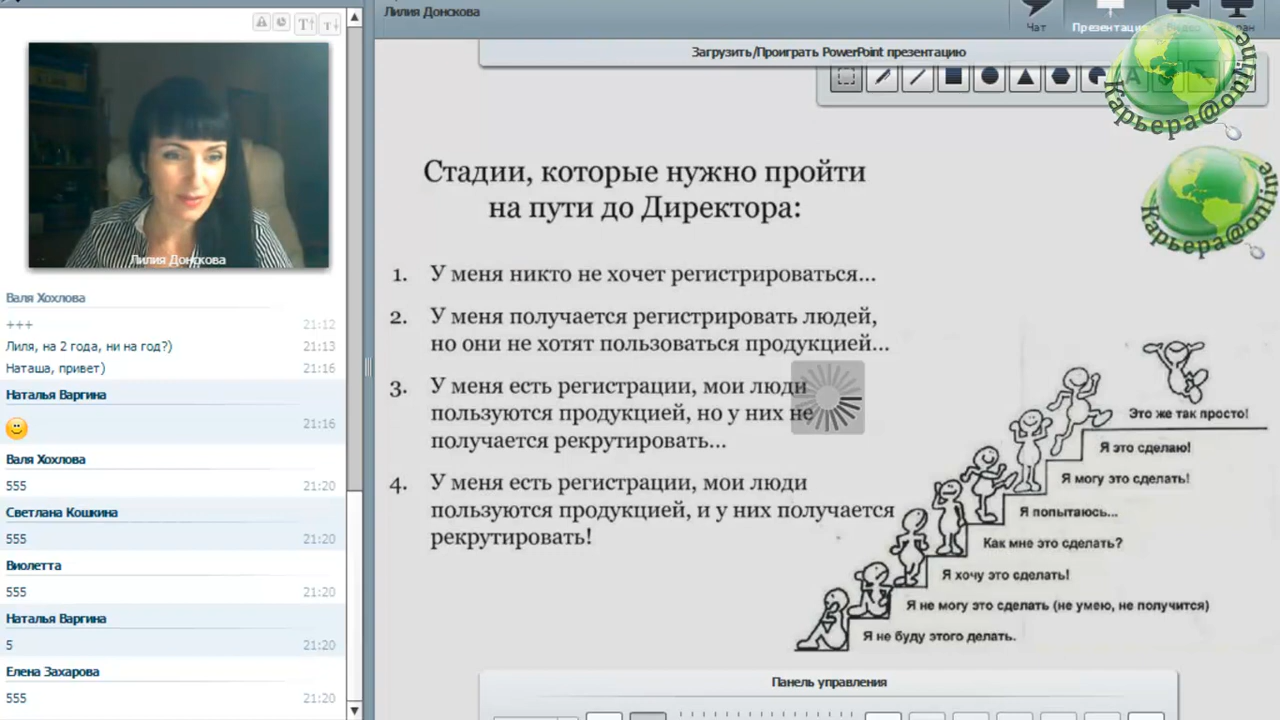 Лилия Донскова
Чат
Презентация
Загрузить/Проиграть PowerPoint презентацию
Карьера@online
Карьера@online
Лилия Донскова
Валя Хохлова
+++ 21:12
Лиля, на 2 года, ни на год?) 21:13
Наташа, привет) 21:16
Наталья Варгина
21:16
Валя Хохлова
555 21:20
Светлана Кошкина
555 21:20
Виолетта
555 21:20
Наталья Варгина
5 21:20
Елена Захарова
555 21:20
Стадии, которые нужно пройти
на пути до Директора:
1. У меня никто не хочет регистрироваться...
2. У меня получается регистрировать людей,
но они не хотят пользоваться продукцией...
3. У меня есть регистрации, мои люди
пользуются продукцией, но у них не
получается рекрутировать...
4. У меня есть регистрации, мои люди
пользуются продукцией, и у них получается
рекрутировать!
Это же так просто!
Я это сделаю!
Я могу это сделать!
Я попытаюсь...
Как мне это сделать?
Я хочу это сделать!
Я не могу это сделать (не умею, не получится)
Я не буду этого делать.
Панель управления